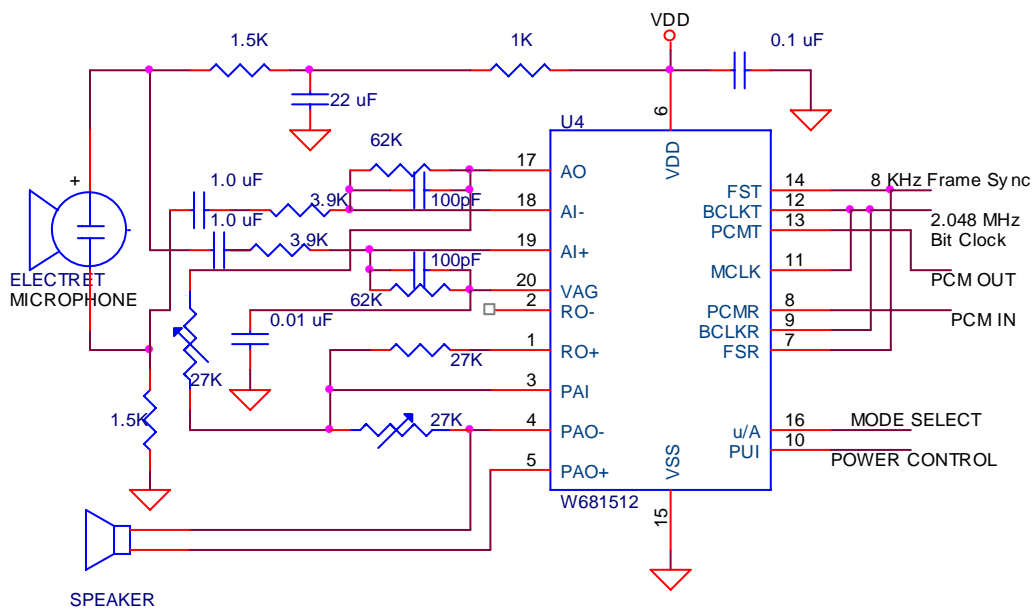 VDD
1.5K
1K
0.1 uF
22 uF
6
U4
62K
17
AO
VDD
14
FST
8 KHz Frame Sync
+
1.0 uF
3.9K
100pF
18
AI-
12
BCLKT
13
PCMT
2.048 MHz
Bit Clock
1.0 uF
3.9K
19
AI+
-
100pF
11
MCLK
PCM OUT
ELECTRET
MICROPHONE
62K
20
VAG
2
RO-
8
PCMR
PCM IN
0.01 uF
9
BCLKR
1
RO+
7
FSR
27K
27K
3
PAI
1.5K
27K
4
PAO-
16
u/A
MODE SELECT
10
PUI
POWER CONTROL
5
PAO+
VSS
W681512
15
SPEAKER